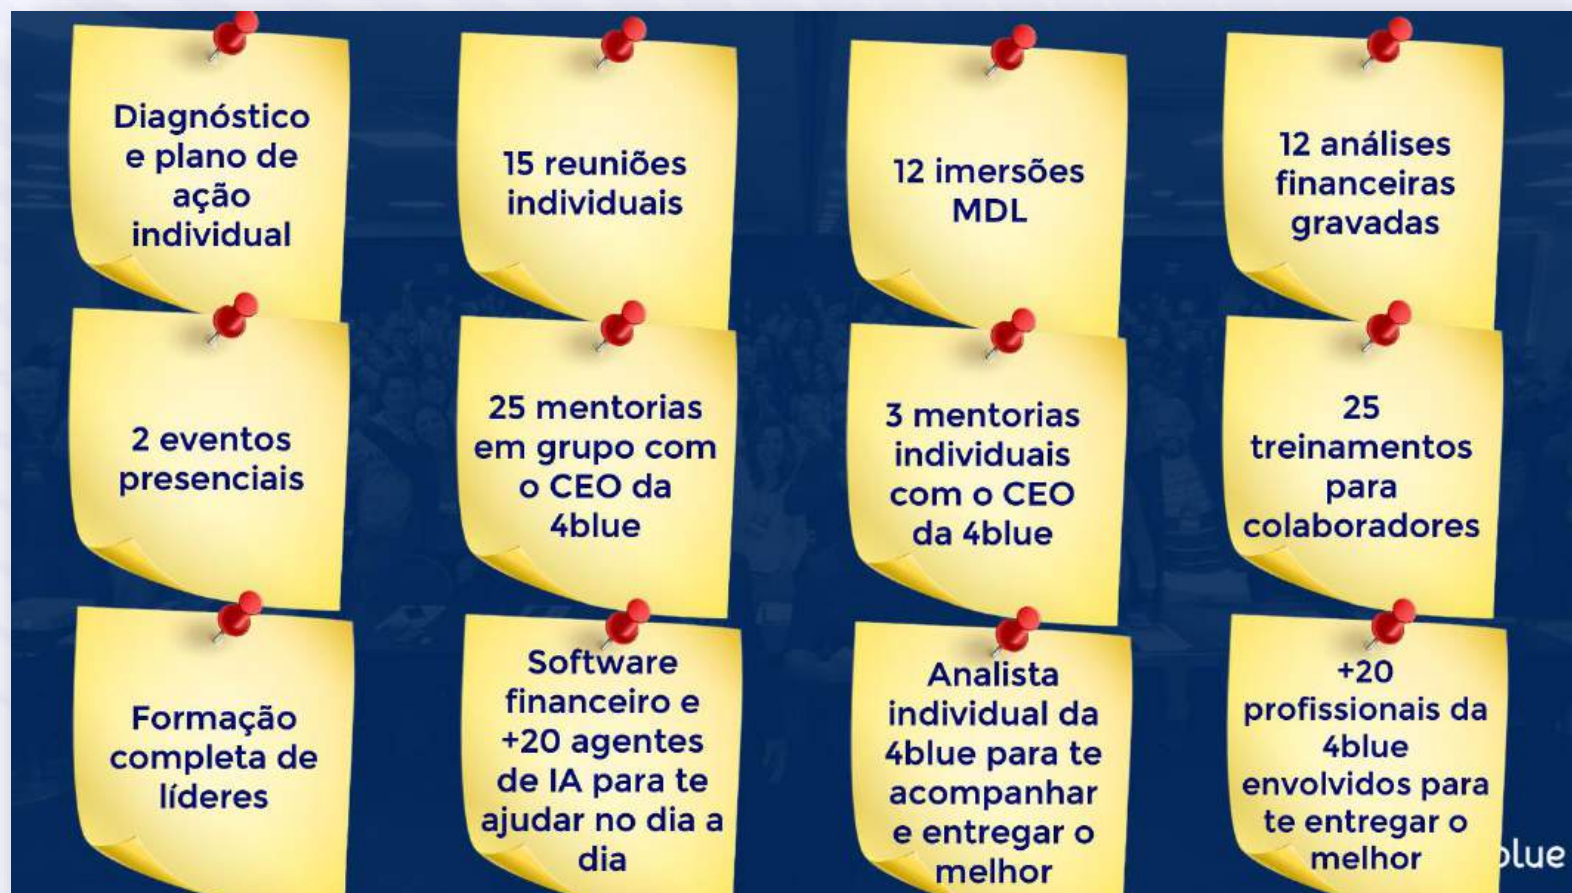 Diagnóstico
e plano de
ação
individual
15 reuniões
individuais
12 imersões
MDL
12 análises
financeiras
gravadas
2 eventos
presenciais
25 mentorias
em grupo com
o CEO da
4blue
3 mentorias
individuais
com o CEO
da 4blue
25
treinamentos
para
colaboradores
Formação
completa de
líderes
Software
financeiro e
+20 agentes
de IA para te
ajudar no dia a
dia
Analista
individual da
4blue para te
acompanhar
e entregar o
melhor
+20
profissionais da
4blue
envolvidos para
te entregar o
melhor
blue